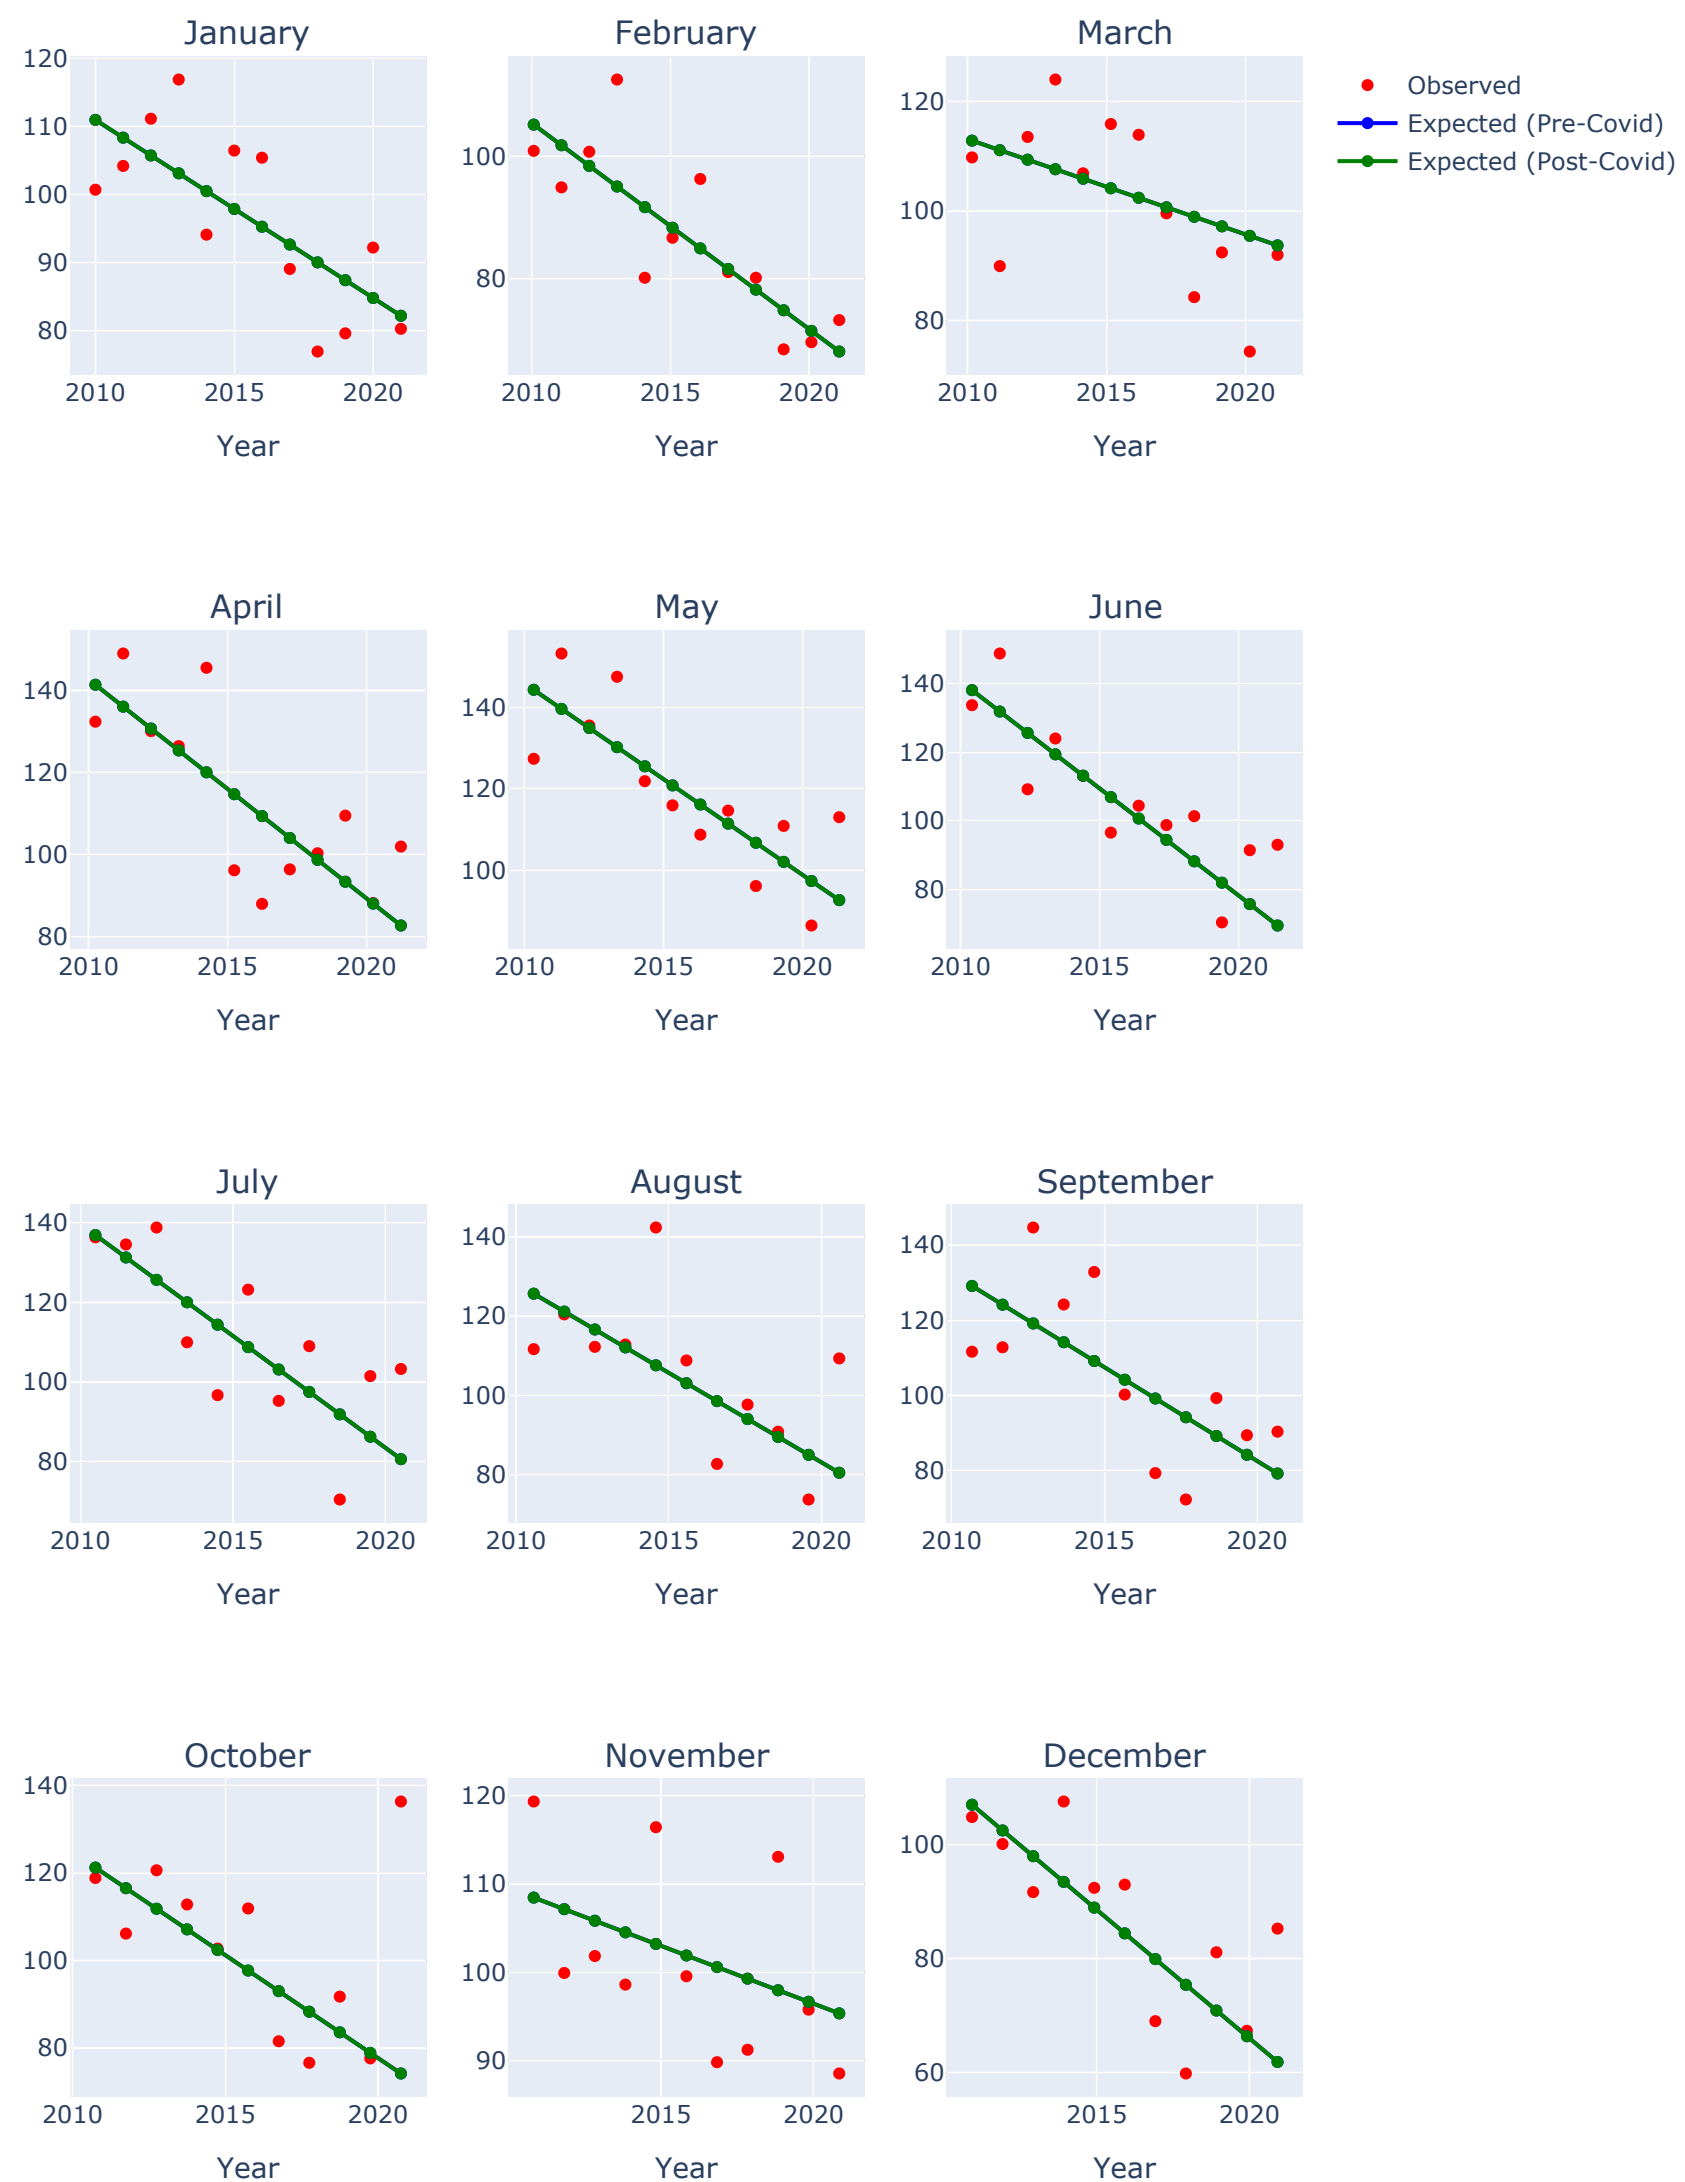 January
February
March
120
110
100
90
80
2010
2015
2020
Year
100
80
2010
2015
2020
Year
120
100
80
2010
2015
2020
Year
Observed
Expected (Pre-Covid)
Expected (Post-Covid)
April
May
June
140
120
100
80
2010
2015
2020
Year
140
120
100
2010
2015
2020
Year
140
120
100
80
2010
2015
2020
Year
July
August
September
140
120
100
80
2010
2015
2020
Year
140
120
100
80
2010
2015
2020
Year
140
120
100
80
2010
2015
2020
Year
October
November
December
140
120
100
80
2010
2015
2020
Year
120
110
100
90
2015
2020
Year
100
80
60
2015
2020
Year